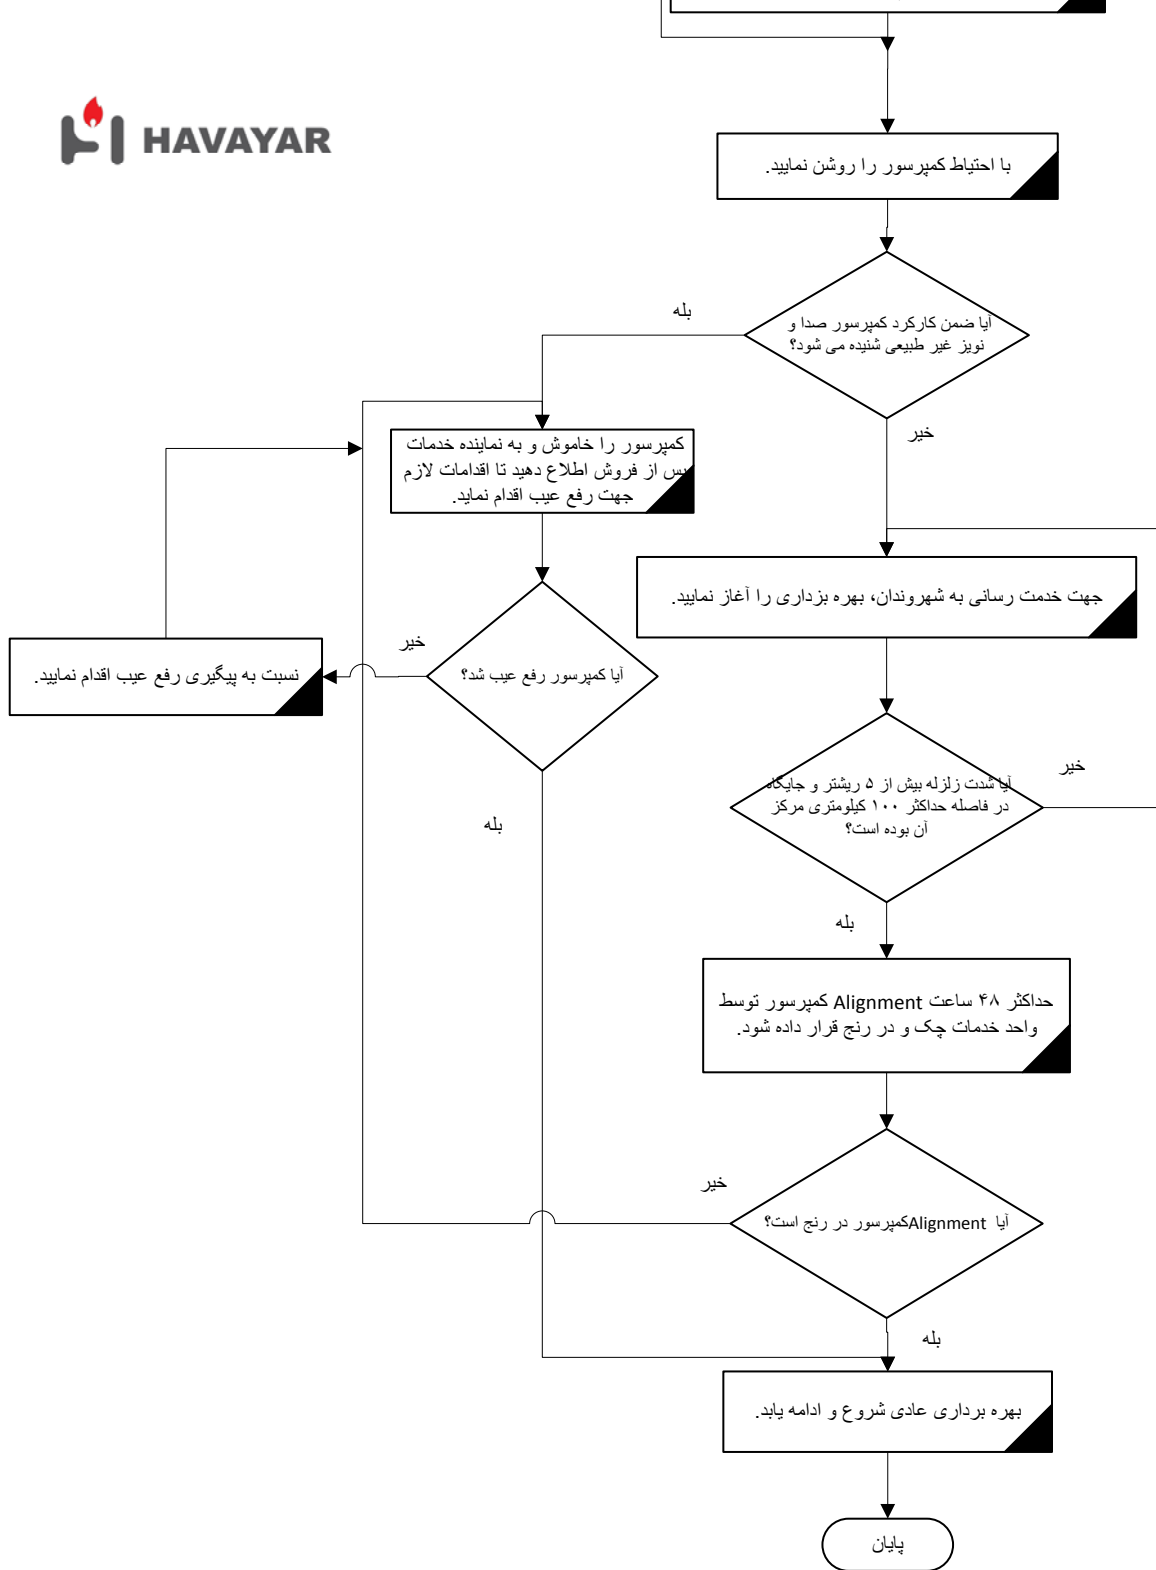 HAVAYAR
با احتیاط کمپرسور را روشن نمایید.
آیا ضمن کارکرد کمپرسور صدا و
نویز غیر طبیعی شنیده می شود؟
بله
خیر
کمپرسور را خاموش و به نماینده خدمات
پس از فروش اطلاع دهید تا اقدامات لازم
جهت رفع عیب اقدام نماید.
جهت خدمت رسانی به شهروندان، بهره بزداری را آغاز نمایید.
آیا کمپرسور رفع عیب شد؟
خیر
نسبت به پیگیری رفع عیب اقدام نمایید.
بله
آیا شدت زلزله بیش از ۵ ریشتر و جایگاه
در فاصله حداکثر ۱۰۰ کیلومتری مرکز
آن بوده است؟
خیر
بله
حداکثر ۴۸ ساعت Alignment کمپرسور توسط
واحد خدمات چک و در رنج قرار داده شود.
آیا Alignmentکمپرسور در رنج است؟
خیر
بله
بهره برداری عادی شروع و ادامه یابد.
پایان